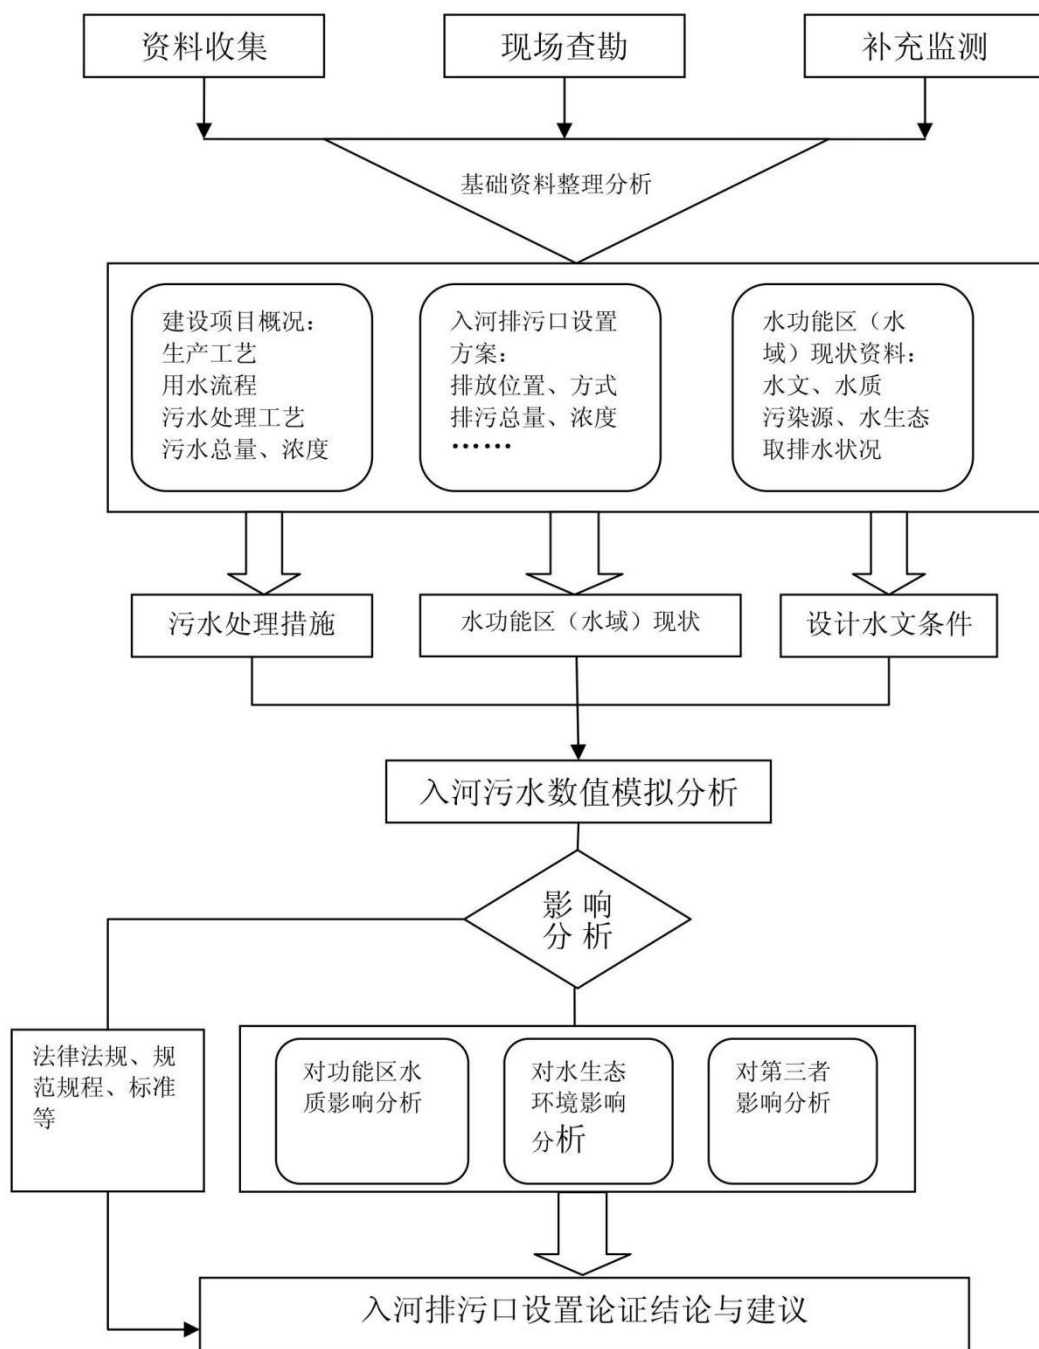 资料收集
现场查勘
补充监测
基础资料整理分析
建设项目概况：
生产工艺
用水流程
污水处理工艺
污水总量、浓度
入河排污口设置
方案：
排放位置、方式
排污总量、浓度
……
水功能区（水
域）现状资料：
水文、水质
污染源、水生态
取排水状况
污水处理措施
水功能区（水域）现状
设计水文条件
入河污水数值模拟分析
影 响
分 析
法律法规、规
范规程、标准
等
对功能区水
质影响分析
对水生态
环境影响
分析
对第三者
影响分析
入河排污口设置论证结论与建议